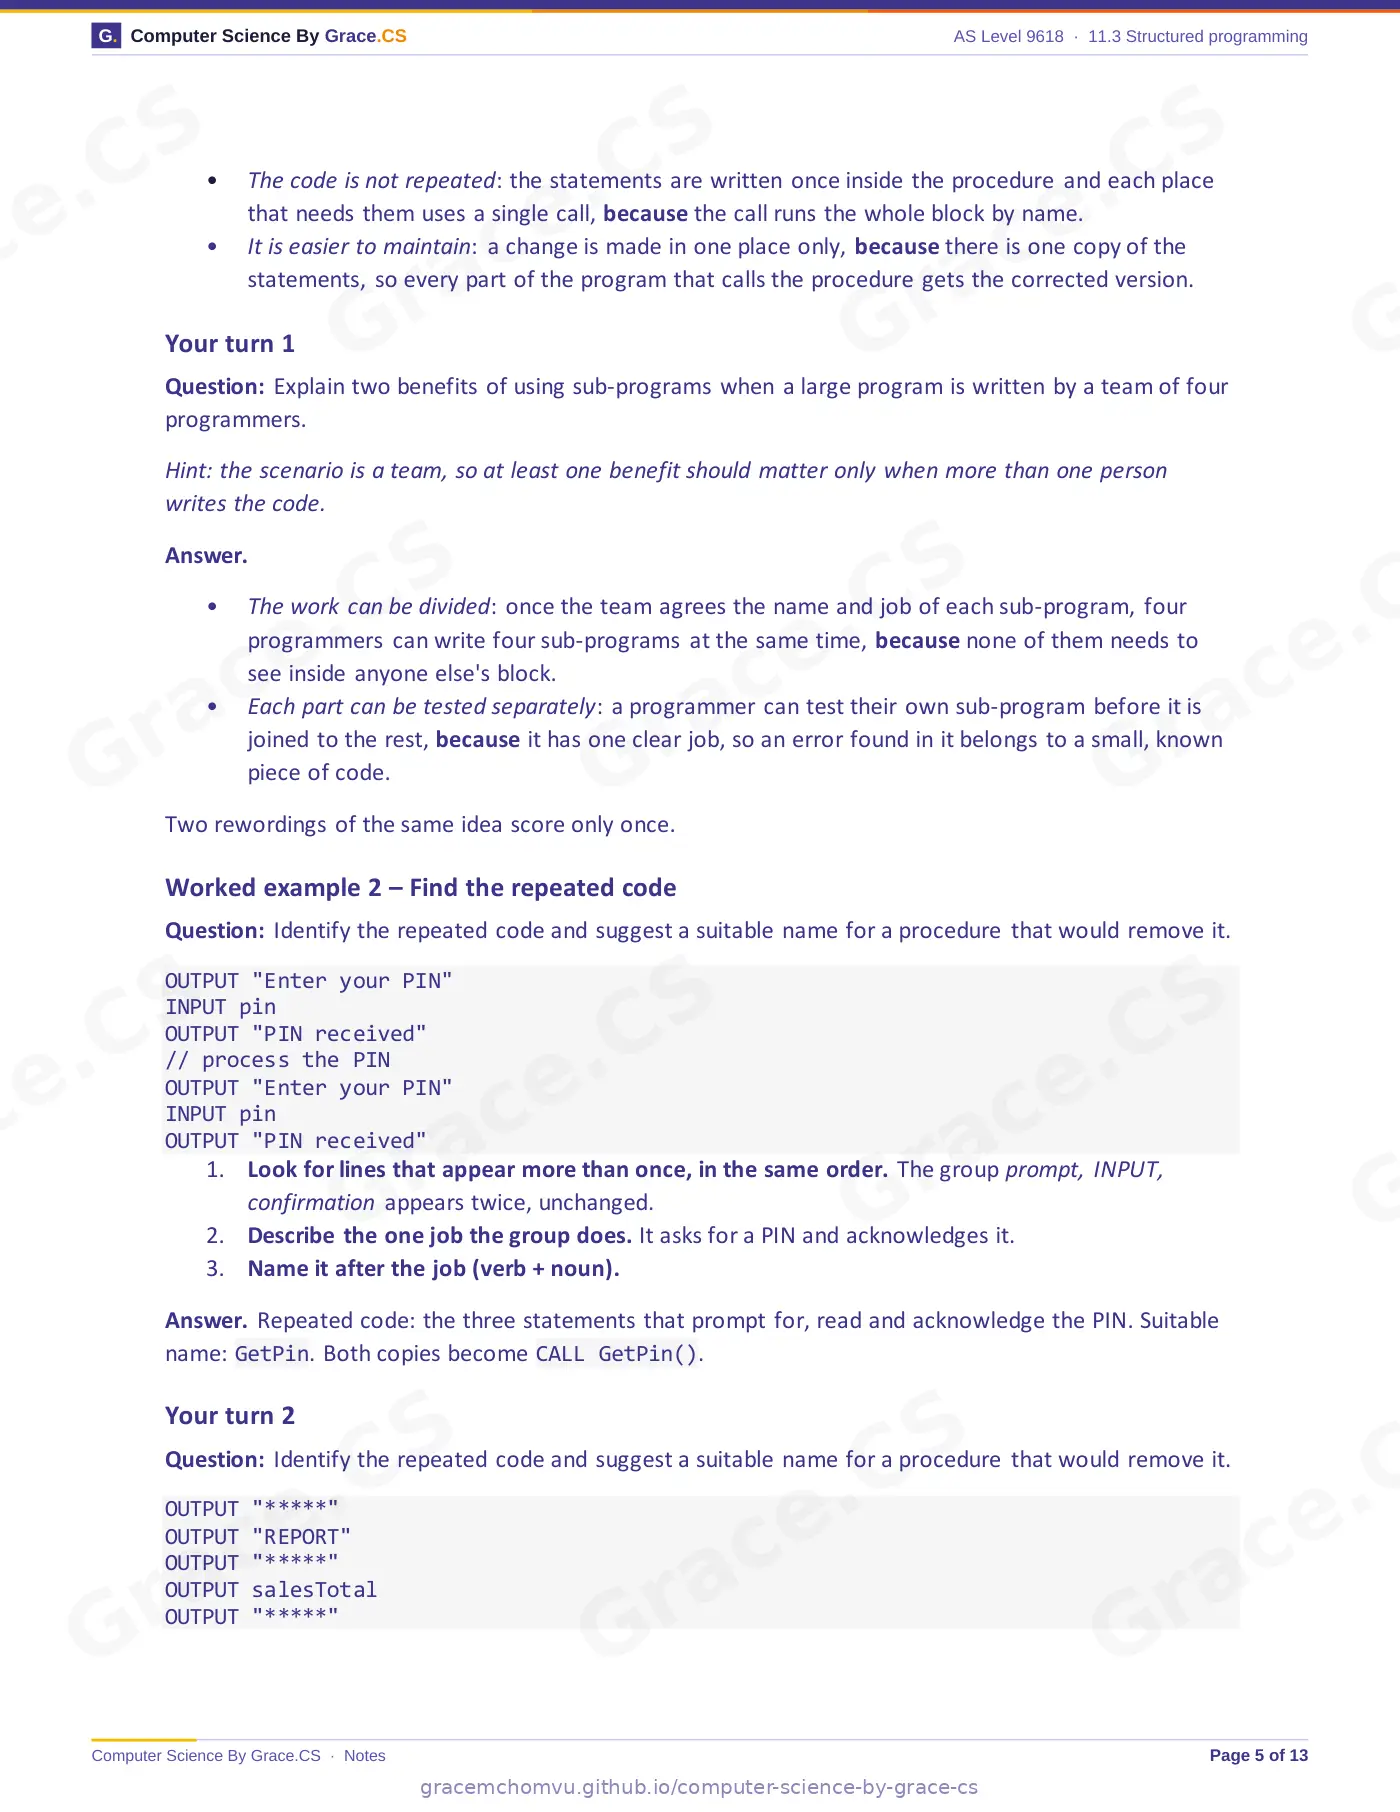 G. Computer Science By Grace.CS
AS Level 9618 · 11.3 Structured programming
• The code is not repeated: the statements are written once inside the procedure and each place
that needs them uses a single call, because the call runs the whole block by name.
• It is easier to maintain: a change is made in one place only, because there is one copy of the
statements, so every part of the program that calls the procedure gets the corrected version.
Your turn 1
Question: Explain two benefits of using sub-programs when a large program is written by a team of four
programmers.
Hint: the scenario is a team, so at least one benefit should matter only when more than one person
writes the code.
Answer.
• The work can be divided: once the team agrees the name and job of each sub-program, four
programmers can write four sub-programs at the same time, because none of them needs to
see inside anyone else's block.
• Each part can be tested separately: a programmer can test their own sub-program before it is
joined to the rest, because it has one clear job, so an error found in it belongs to a small, known
piece of code.
Two rewordings of the same idea score only once.
Worked example 2 – Find the repeated code
Question: Identify the repeated code and suggest a suitable name for a procedure that would remove it.
OUTPUT "Enter your PIN"
INPUT pin
OUTPUT "PIN received"
// process the PIN
OUTPUT "Enter your PIN"
INPUT pin
OUTPUT "PIN received"
1. Look for lines that appear more than once, in the same order. The group prompt, INPUT,
confirmation appears twice, unchanged.
2. Describe the one job the group does. It asks for a PIN and acknowledges it.
3. Name it after the job (verb + noun).
Answer. Repeated code: the three statements that prompt for, read and acknowledge the PIN. Suitable
name: GetPin. Both copies become CALL GetPin().
Your turn 2
Question: Identify the repeated code and suggest a suitable name for a procedure that would remove it.
OUTPUT "*****"
OUTPUT "REPORT"
OUTPUT "*****"
OUTPUT salesTotal
OUTPUT "*****"
Computer Science By Grace.CS · Notes
Page 5 of 13
gracemchomvu.github.io/computer-science-by-grace-cs